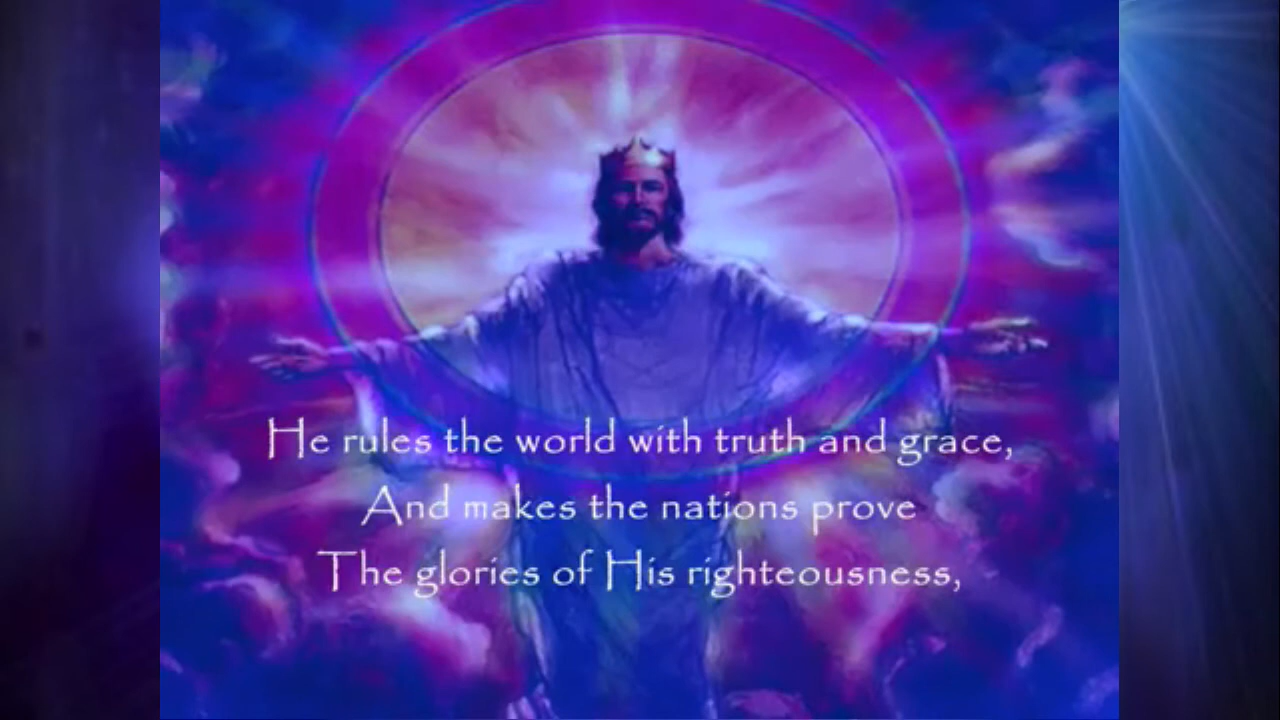 He rules the world with truth and grace,
And makes the nations prove
The glories of His righteousness,